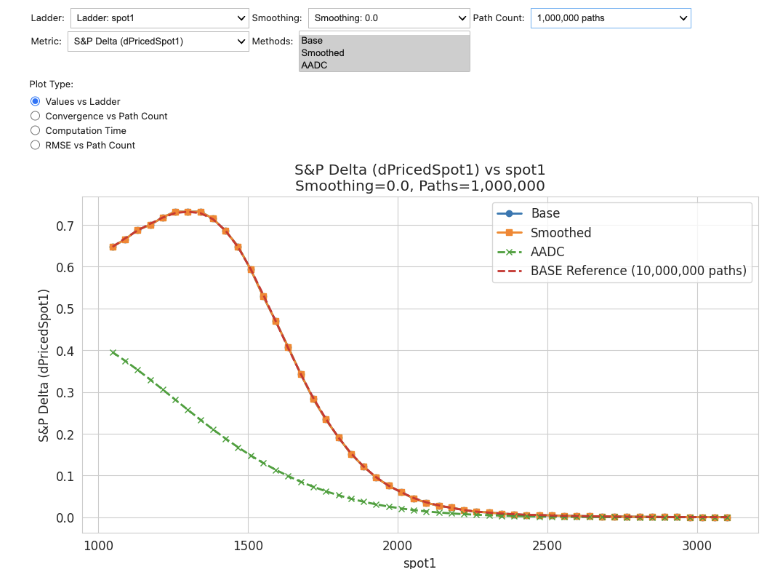 Ladder: Ladder: spot1 Smoothing: Smoothing: 0.0 Path Count: 1,000,000 paths
Metric: S&P Delta (dPricedSpot1) Methods: Base
Smoothed
AADC
Plot Type:
Values vs Ladder
Convergence vs Path Count
Computation Time
RMSE vs Path Count
S&P Delta (dPricedSpot1) vs spot1
Smoothing=0.0, Paths=1,000,000
Base
Smoothed
AADC
BASE Reference (10,000,000 paths)
S&P Delta (dPricedSpot1)
0.7
0.6
0.5
0.4
0.3
0.2
0.1
0.0
1000 1500 2000 2500 3000
spot1